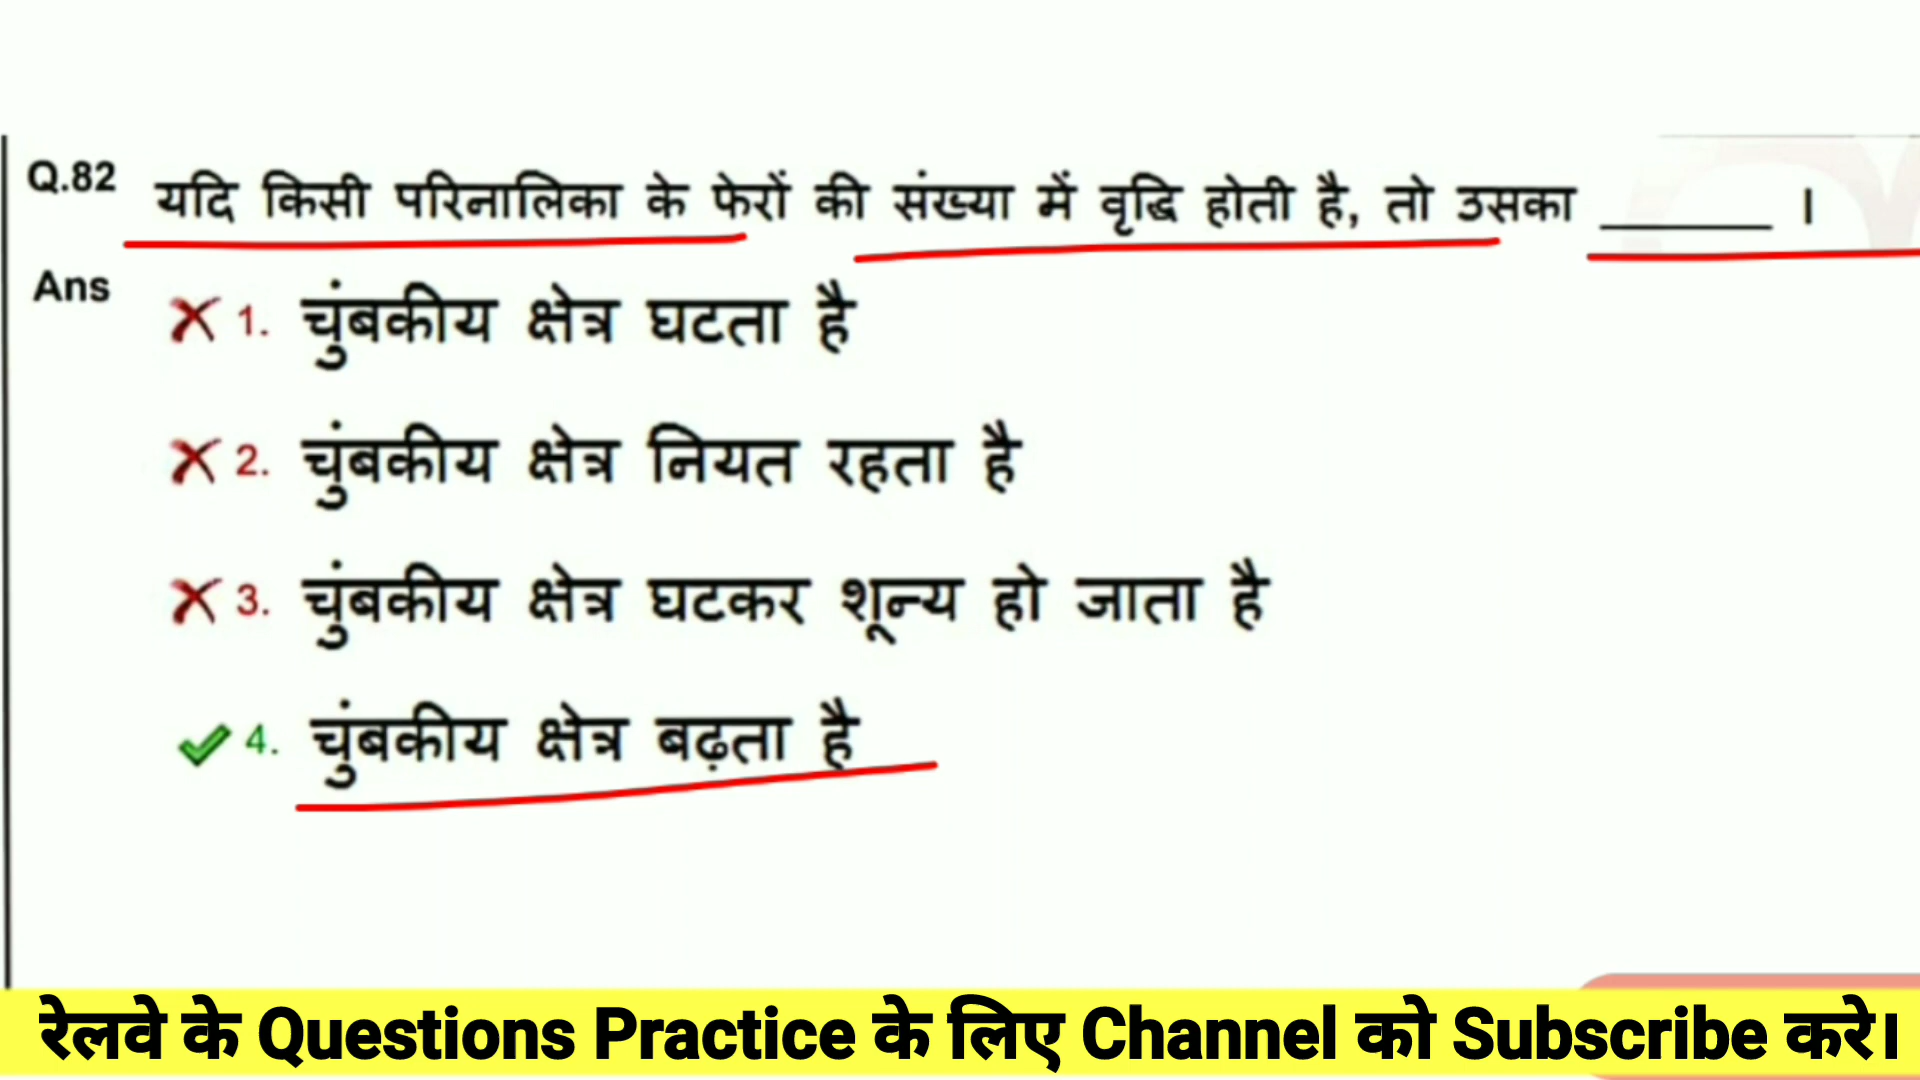 Q.82 यदि किसी परिनालिका के फेरों की संख्या में वृद्धि होती है, तो उसका ________ ।
Ans
1. चुंबकीय क्षेत्र घटता है
2. चुंबकीय क्षेत्र नियत रहता है
3. चुंबकीय क्षेत्र घटकर शून्य हो जाता है
4. चुंबकीय क्षेत्र बढ़ता है
रेलवे के Questions Practice के लिए Channel को Subscribe करे।